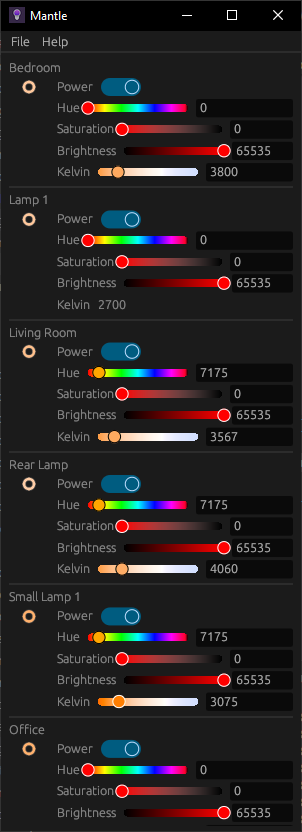 Mantle
File Help
Bedroom
Power
Hue 0
Saturation 0
Brightness 65535
Kelvin 3800
Lamp 1
Power
Hue 0
Saturation 0
Brightness 65535
Kelvin 2700
Living Room
Power
Hue 7175
Saturation 0
Brightness 65535
Kelvin 3567
Rear Lamp
Power
Hue 7175
Saturation 0
Brightness 65535
Kelvin 4060
Small Lamp 1
Power
Hue 7175
Saturation 0
Brightness 65535
Kelvin 3075
Office
Power
Hue 0
Saturation 0
Brightness 65535